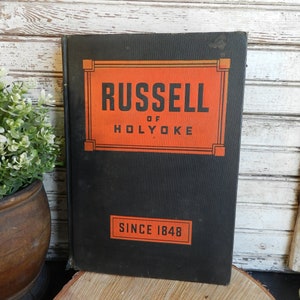 RUSSELL
OF
HOLYOKE
SINCE 1848